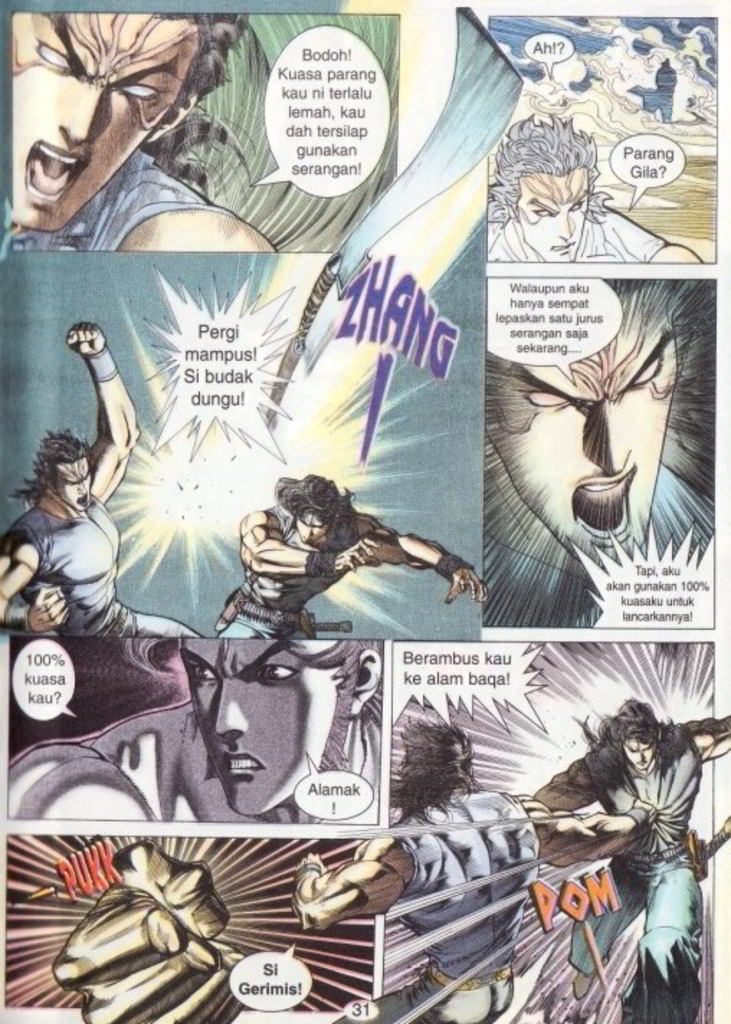 Bodoh!
Kuasa parang
kau ni terlalu
lemah, kau
dah tersilap
gunakan
serangan!
Ah!?
Parang
Gila?
ZHANG
!
Pergi
mampus!
Si budak
dungu!
Walaupun aku
hanya sempat
lepaskan satu jurus
serangan saja
sekarang....
Tapi, aku
akan gunakan 100%
kuasaku untuk
lancarkannya!
100%
kuasa
kau?
Alamak
!
Berambus kau
ke alam baqa!
PUKK
Si
Gerimis!
POM
!
31